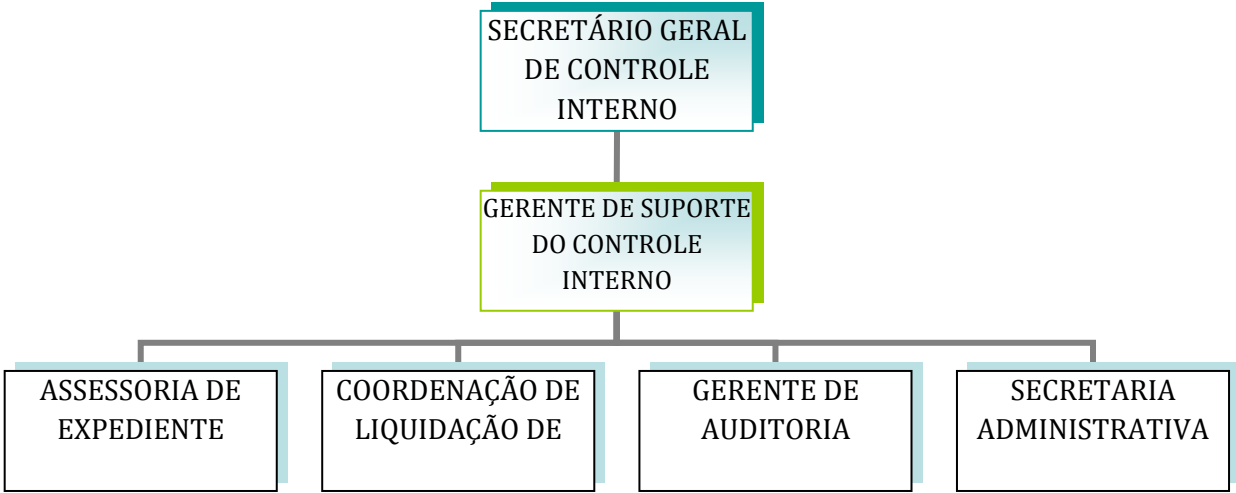 SECRETÁRIO GERAL
DE CONTROLE
INTERNO
GERENTE DE SUPORTE
DO CONTROLE
INTERNO
ASSESSORIA DE
EXPEDIENTE
COORDENAÇÃO DE
LIQUIDAÇÃO DE
GERENTE DE
AUDITORIA
SECRETARIA
ADMINISTRATIVA